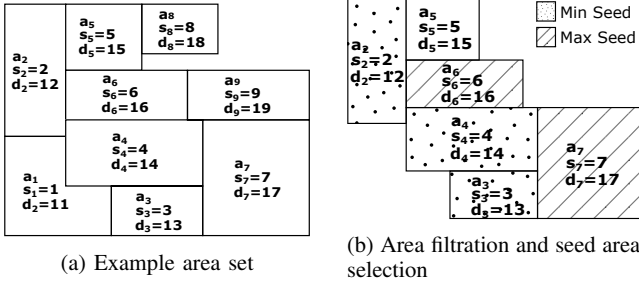 a₂
s₂=2
d₂=12
a₅
s₅=5
d₅=15
a₈
s₈=8
d₈=18
a₆
s₆=6
d₆=16
a₉
s₉=9
d₉=19
a₄
s₄=4
d₄=14
a₁
s₁=1
d₂=11
a₃
s₃=3
d₃=13
a₇
s₇=7
d₇=17
(a) Example area set
Min Seed
Max Seed
a₂
s₂=2
d₂=12
a₅
s₅=5
d₅=15
a₆
s₆=6
d₆=16
a₄
s₄=4
d₄=14
a₃
s₃=3
d₃=13
a₇
s₇=7
d₇=17
(b) Area filtration and seed area
selection